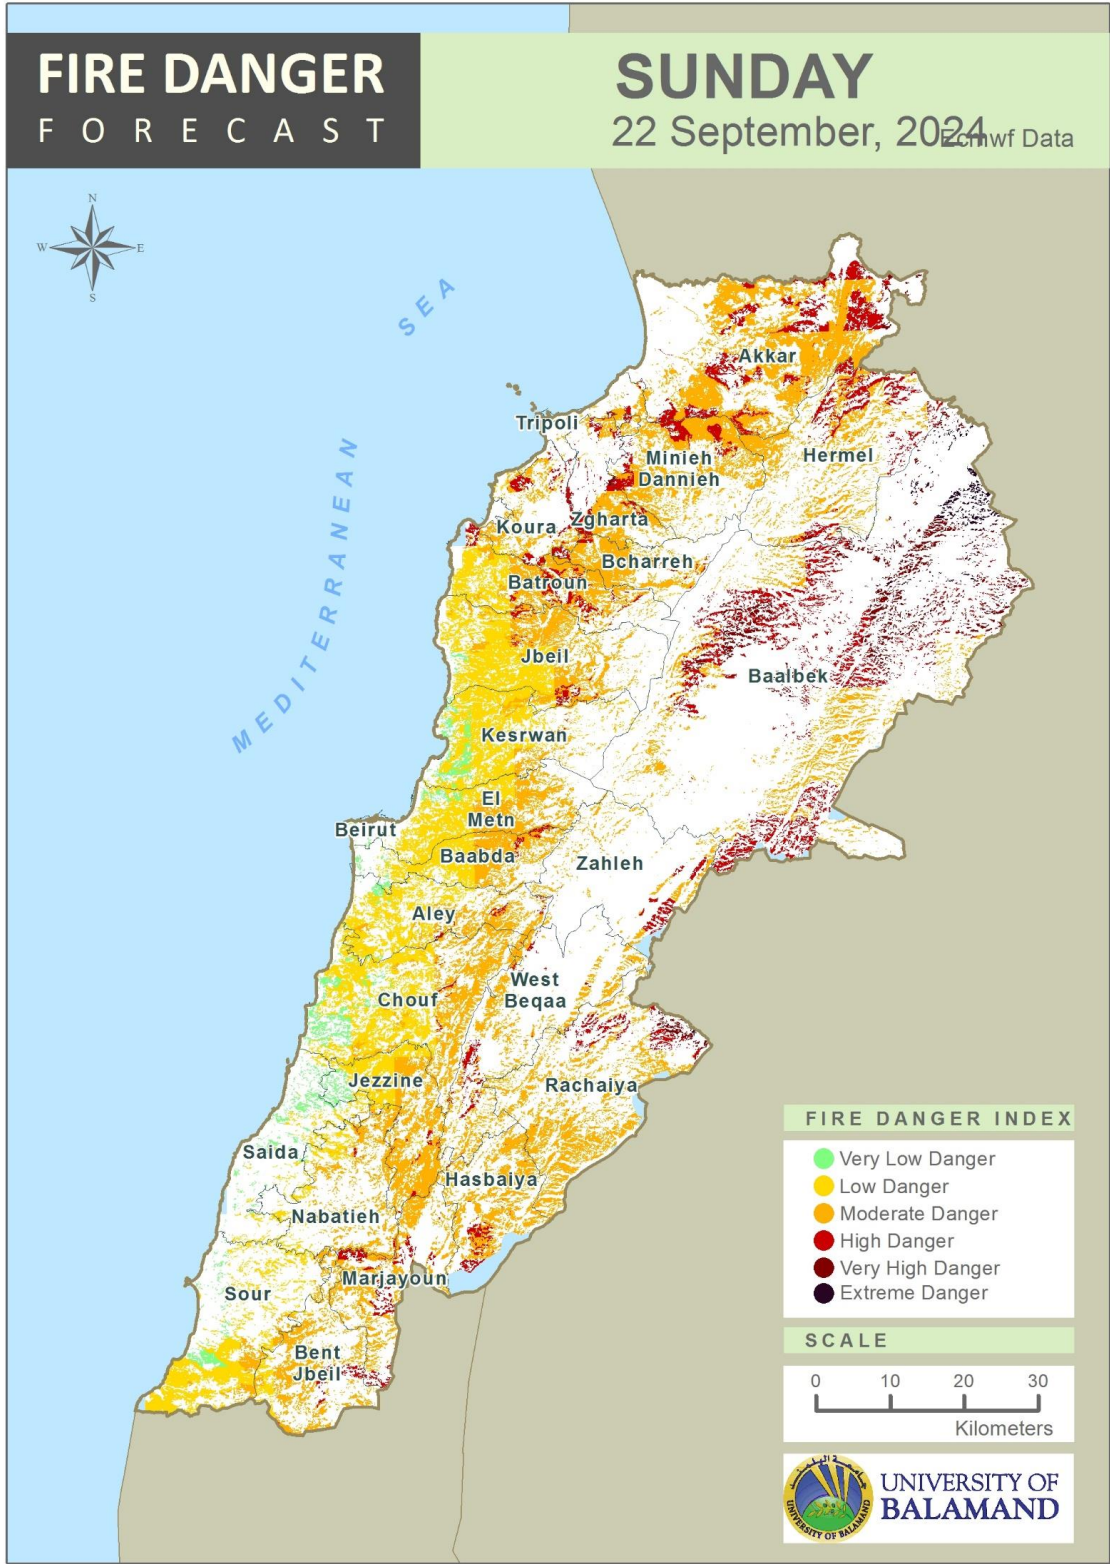 FIRE DANGER
FORECAST
SUNDAY
22 September, 2024
Ecmwf Data
N
W
E
S
SEA
MEDITERRANEAN
Akkar
Tripoli
Hermel
Minieh
Dannieh
Koura
Zgharta
Bcharreh
Batroun
Jbeil
Baalbek
Kesrwan
El
Metn
Beirut
Baabda
Zahleh
Aley
West
Beqaa
Chouf
Jezzine
Rachaiya
Saida
Hasbaiya
Nabatieh
Marjayoun
Sour
Bent
Jbeil
FIRE DANGER INDEX
Very Low Danger
Low Danger
Moderate Danger
High Danger
Very High Danger
Extreme Danger
SCALE
0 10 20 30
Kilometers
UNIVERSITY OF
BALAMAND
UNIVERSITY OF BALAMAND